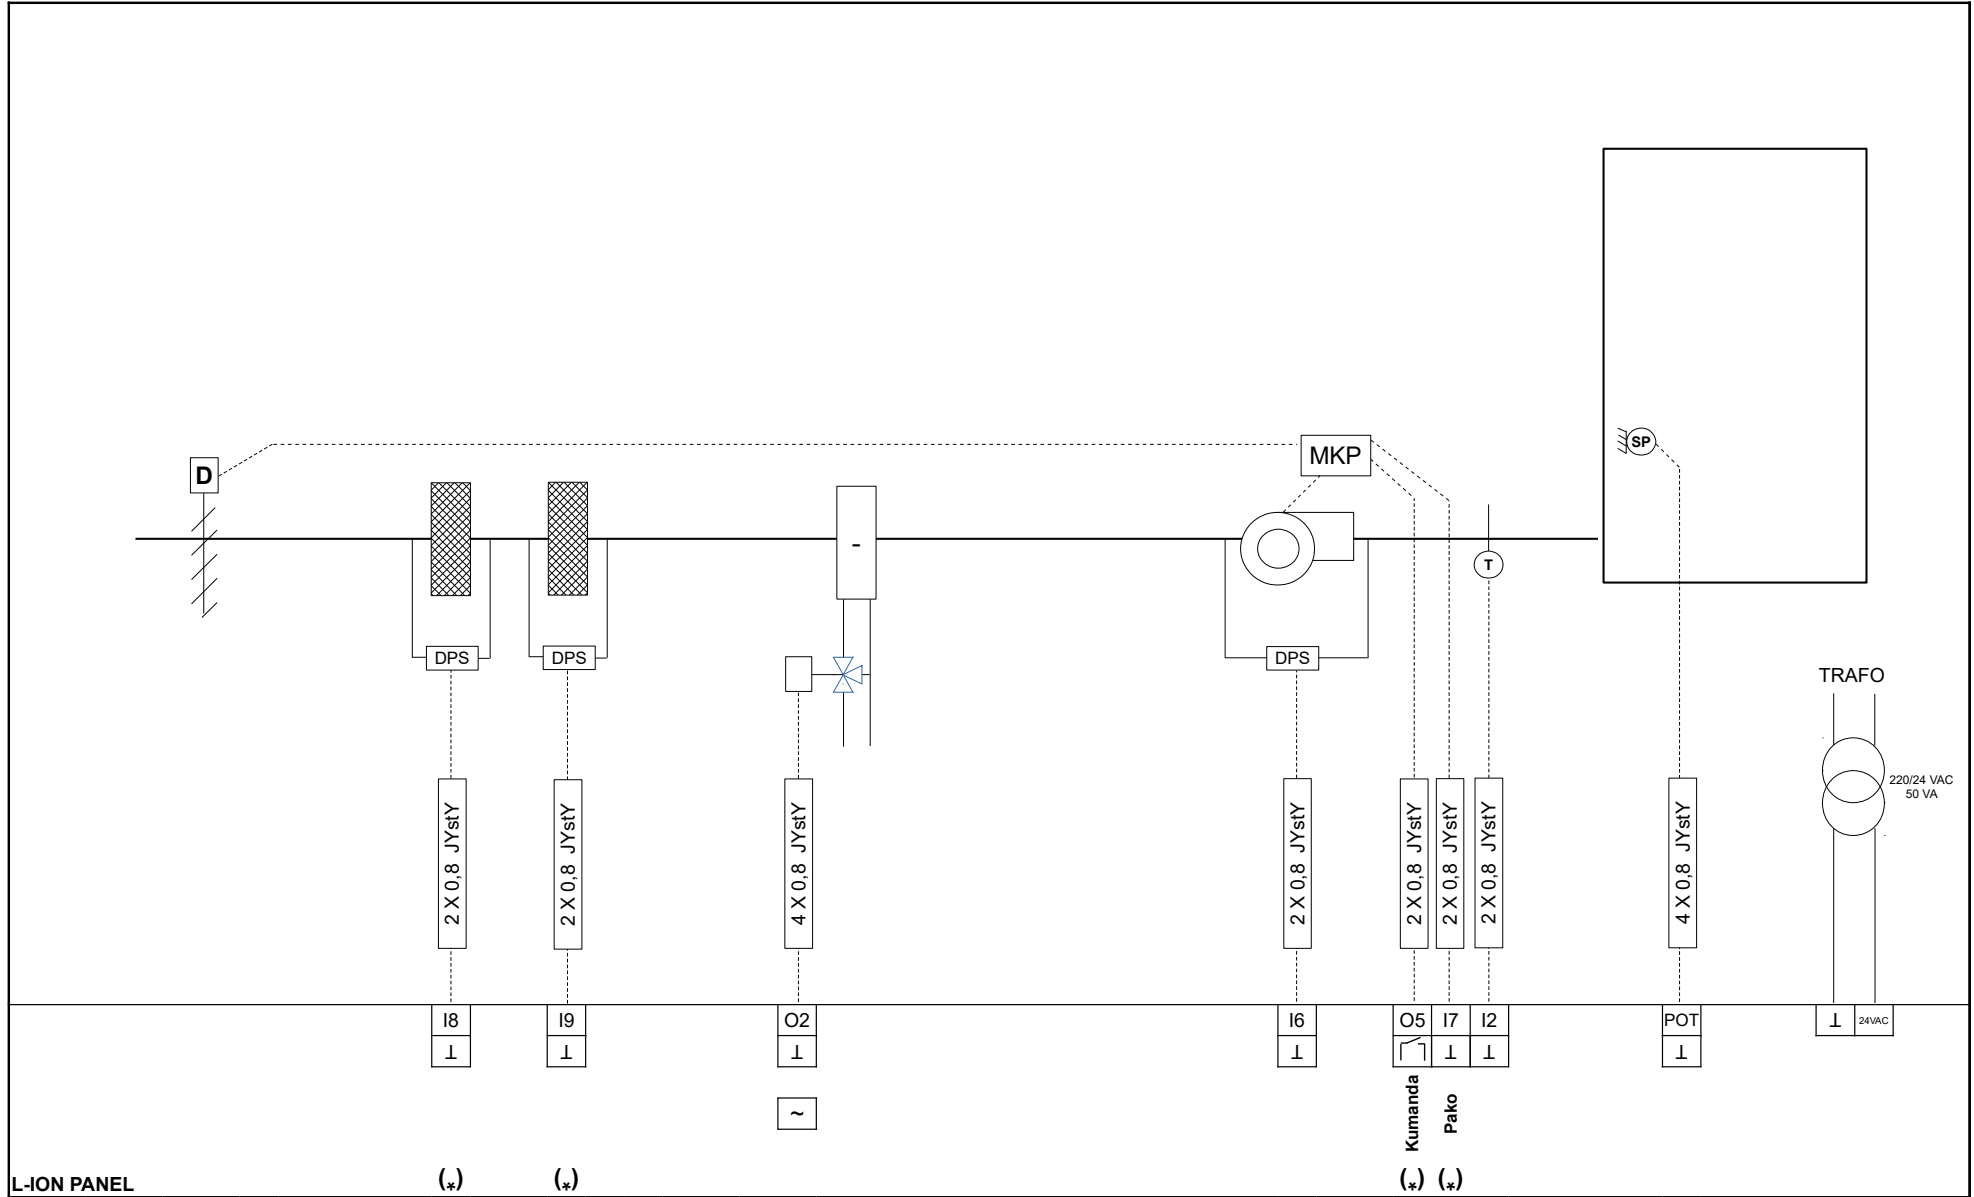 D
MKP
SP
-
T
DPS
DPS
DPS
TRAFO
220/24 VAC
50 VA
2 X 0,8 JYstY
2 X 0,8 JYstY
4 X 0,8 JYstY
2 X 0,8 JYstY
2 X 0,8 JYstY
2 X 0,8 JYstY
2 X 0,8 JYstY
4 X 0,8 JYstY
I8
I9
O2
I6
O5
I7
I2
POT
⊥
24VAC
⊥
⊥
⊥
⊥
⊥
⊥
⊥
~
Kumanda
Pako
L-ION PANEL
(*)
(*)
(*)
(*)